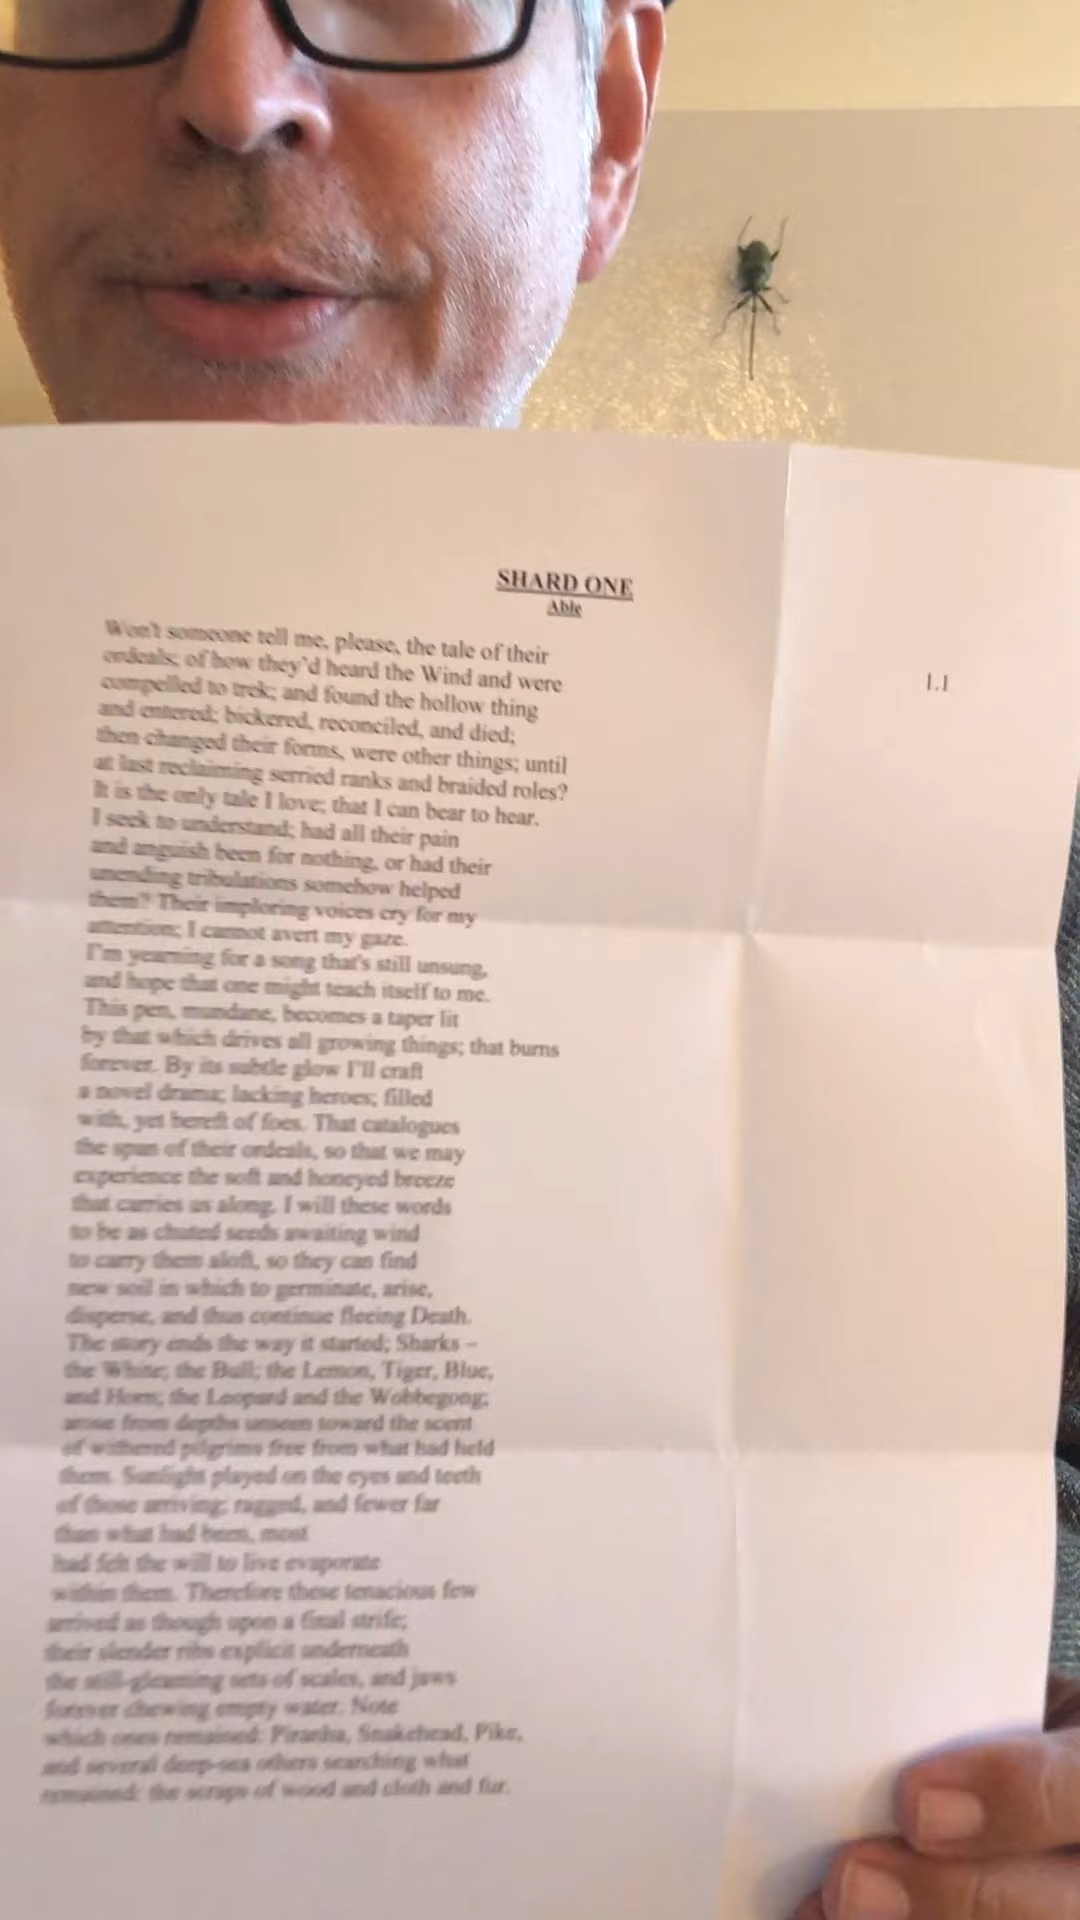 SHARD ONE
Able
Won't someone tell me, please, the tale of their
ordeals; of how they'd heard the Wind and were
compelled to trek; and found the hollow thing
and entered; bickered, reconciled, and died;
then changed their forms, were other things; until
at last reclaiming serried ranks and braided roles?
It is the only tale I love; that I can bear to hear.
I seek to understand; had all their pain
and anguish been for nothing, or had their
unending tribulations somehow helped
them? Their imploring voices cry for my
attention; I cannot avert my gaze.
I'm yearning for a song that's still unsung,
and hope that one might teach itself to me.
This pen, mundane, becomes a taper lit
by that which drives all growing things; that burns
forever. By its subtle glow I'll craft
a novel drama; lacking heroes; filled
with, yet bereft of foes. That catalogues
the span of their ordeals, so that we may
experience the soft and honeyed breeze
that carries us along. I will these words
to be as chuted seeds awaiting wind
to carry them aloft, so they can find
new soil in which to germinate, arise,
disperse, and thus continue fleeing Death.
The story ends the way it started; Sharks –
the White; the Bull; the Lemon, Tiger, Blue,
and Horn; the Leopard and the Wobbegong;
arose from depths unseen toward the scent
of withered pilgrims free from what had held
them. Sunlight played on the eyes and teeth
of those arriving; ragged, and fewer far
than what had been, most
had felt the will to live evaporate
within them. Therefore these tenacious few
arrived as though upon a final strife;
their slender ribs explicit underneath
the still-gleaming sets of scales, and jaws
forever chewing empty water. Note
which ones remained: Piranha, Snakehead, Pike,
and several deep-sea others searching what
remained: the scraps of wood and cloth and fur.
1.1